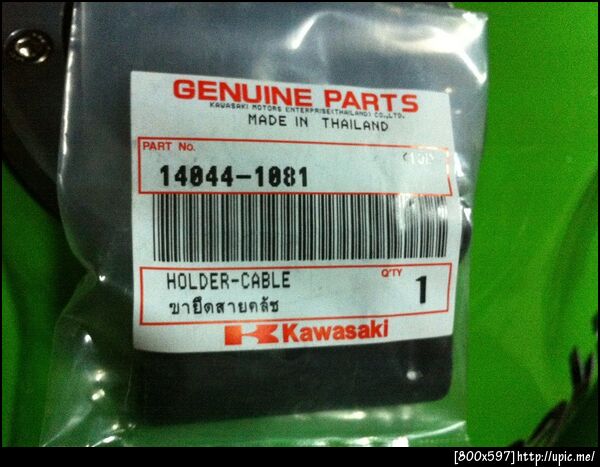 GENUINE PARTS
KAWASAKI MOTORS ENTERPRISE(THAILAND) CO.,LTD.
MADE IN THAILAND
PART No.
14044-1081
HOLDER-CABLE
Q'TY
1
ขายึดสายคลัช
Kawasaki
[800x597]http://upic.me/